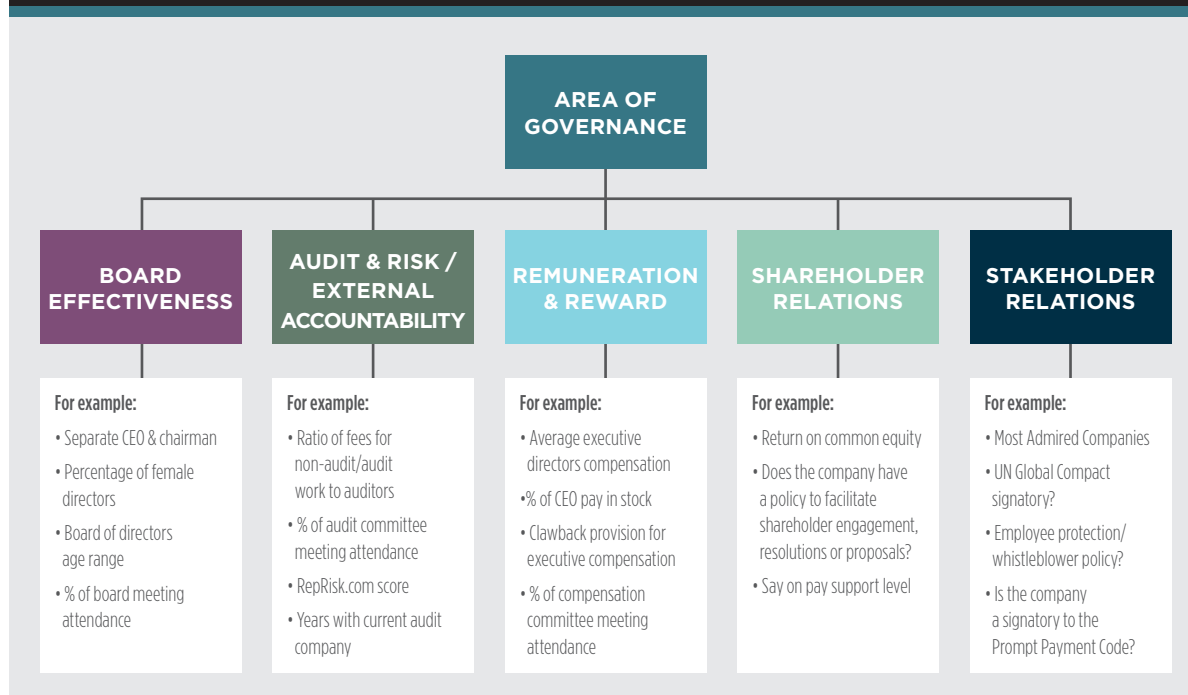 AREA OF
GOVERNANCE
BOARD
EFFECTIVENESS
For example:
• Separate CEO & chairman
• Percentage of female
directors
• Board of directors
age range
• % of board meeting
attendance
AUDIT & RISK /
EXTERNAL
ACCOUNTABILITY
For example:
• Ratio of fees for
non-audit/audit
work to auditors
• % of audit committee
meeting attendance
• RepRisk.com score
• Years with current audit
company
REMUNERATION
& REWARD
For example:
• Average executive
directors compensation
•% of CEO pay in stock
• Clawback provision for
executive compensation
• % of compensation
committee meeting
attendance
SHAREHOLDER
RELATIONS
For example:
• Return on common equity
• Does the company have
a policy to facilitate
shareholder engagement,
resolutions or proposals?
• Say on pay support level
STAKEHOLDER
RELATIONS
For example:
• Most Admired Companies
• UN Global Compact
signatory?
• Employee protection/
whistleblower policy?
• Is the company
a signatory to the
Prompt Payment Code?